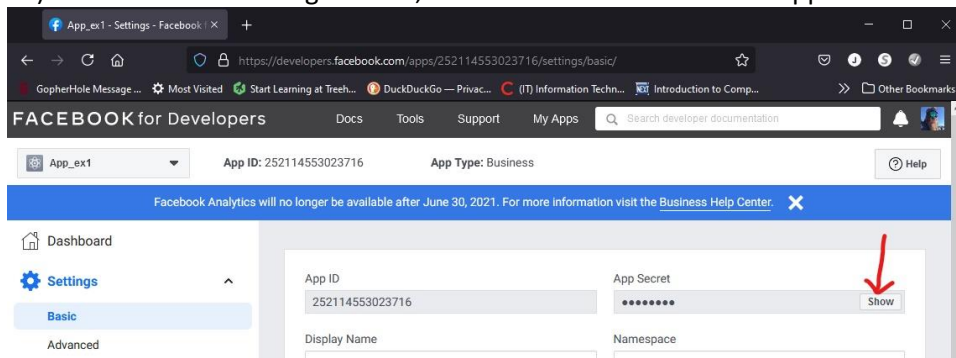 App_ex1 - Settings - Facebook f
https://developers.facebook.com/apps/252114553023716/settings/basic/
GopherHole Message ... Most Visited Start Learning at Treeh... DuckDuckGo — Privac... (IT) Information Techn... Introduction to Comp... Other Bookmarks
FACEBOOK for Developers Docs Tools Support My Apps Search developer documentation
App_ex1 App ID: 252114553023716 App Type: Business Help
Facebook Analytics will no longer be available after June 30, 2021. For more information visit the Business Help Center.
Dashboard
Settings
Basic
Advanced
App ID App Secret
252114553023716 ●●●●●●●● Show
Display Name Namespace